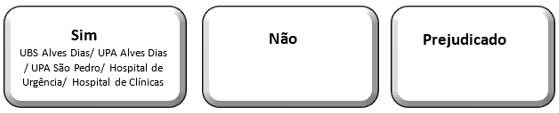 Sim
UBS Alves Dias/ UPA Alves Dias
/ UPA São Pedro/ Hospital de
Urgência/ Hospital de Clínicas
Não
Prejudicado